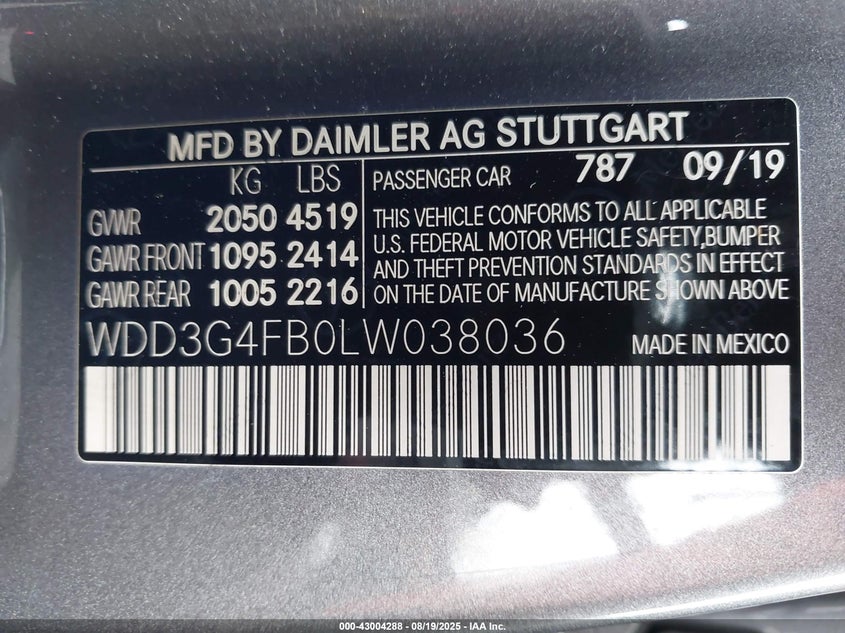 MFD BY DAIMLER AG STUTTGART
KG LBS
GVWR 2050 4519
GAWR FRONT 1095 2414
GAWR REAR 1005 2216
PASSENGER CAR 787 09/19
THIS VEHICLE CONFORMS TO ALL APPLICABLE
U.S. FEDERAL MOTOR VEHICLE SAFETY,BUMPER
AND THEFT PREVENTION STANDARDS IN EFFECT
ON THE DATE OF MANUFACTURE SHOWN ABOVE
WDD3G4FB0LW038036 MADE IN MEXICO
000-43004288 - 08/19/2025 - IAA Inc.